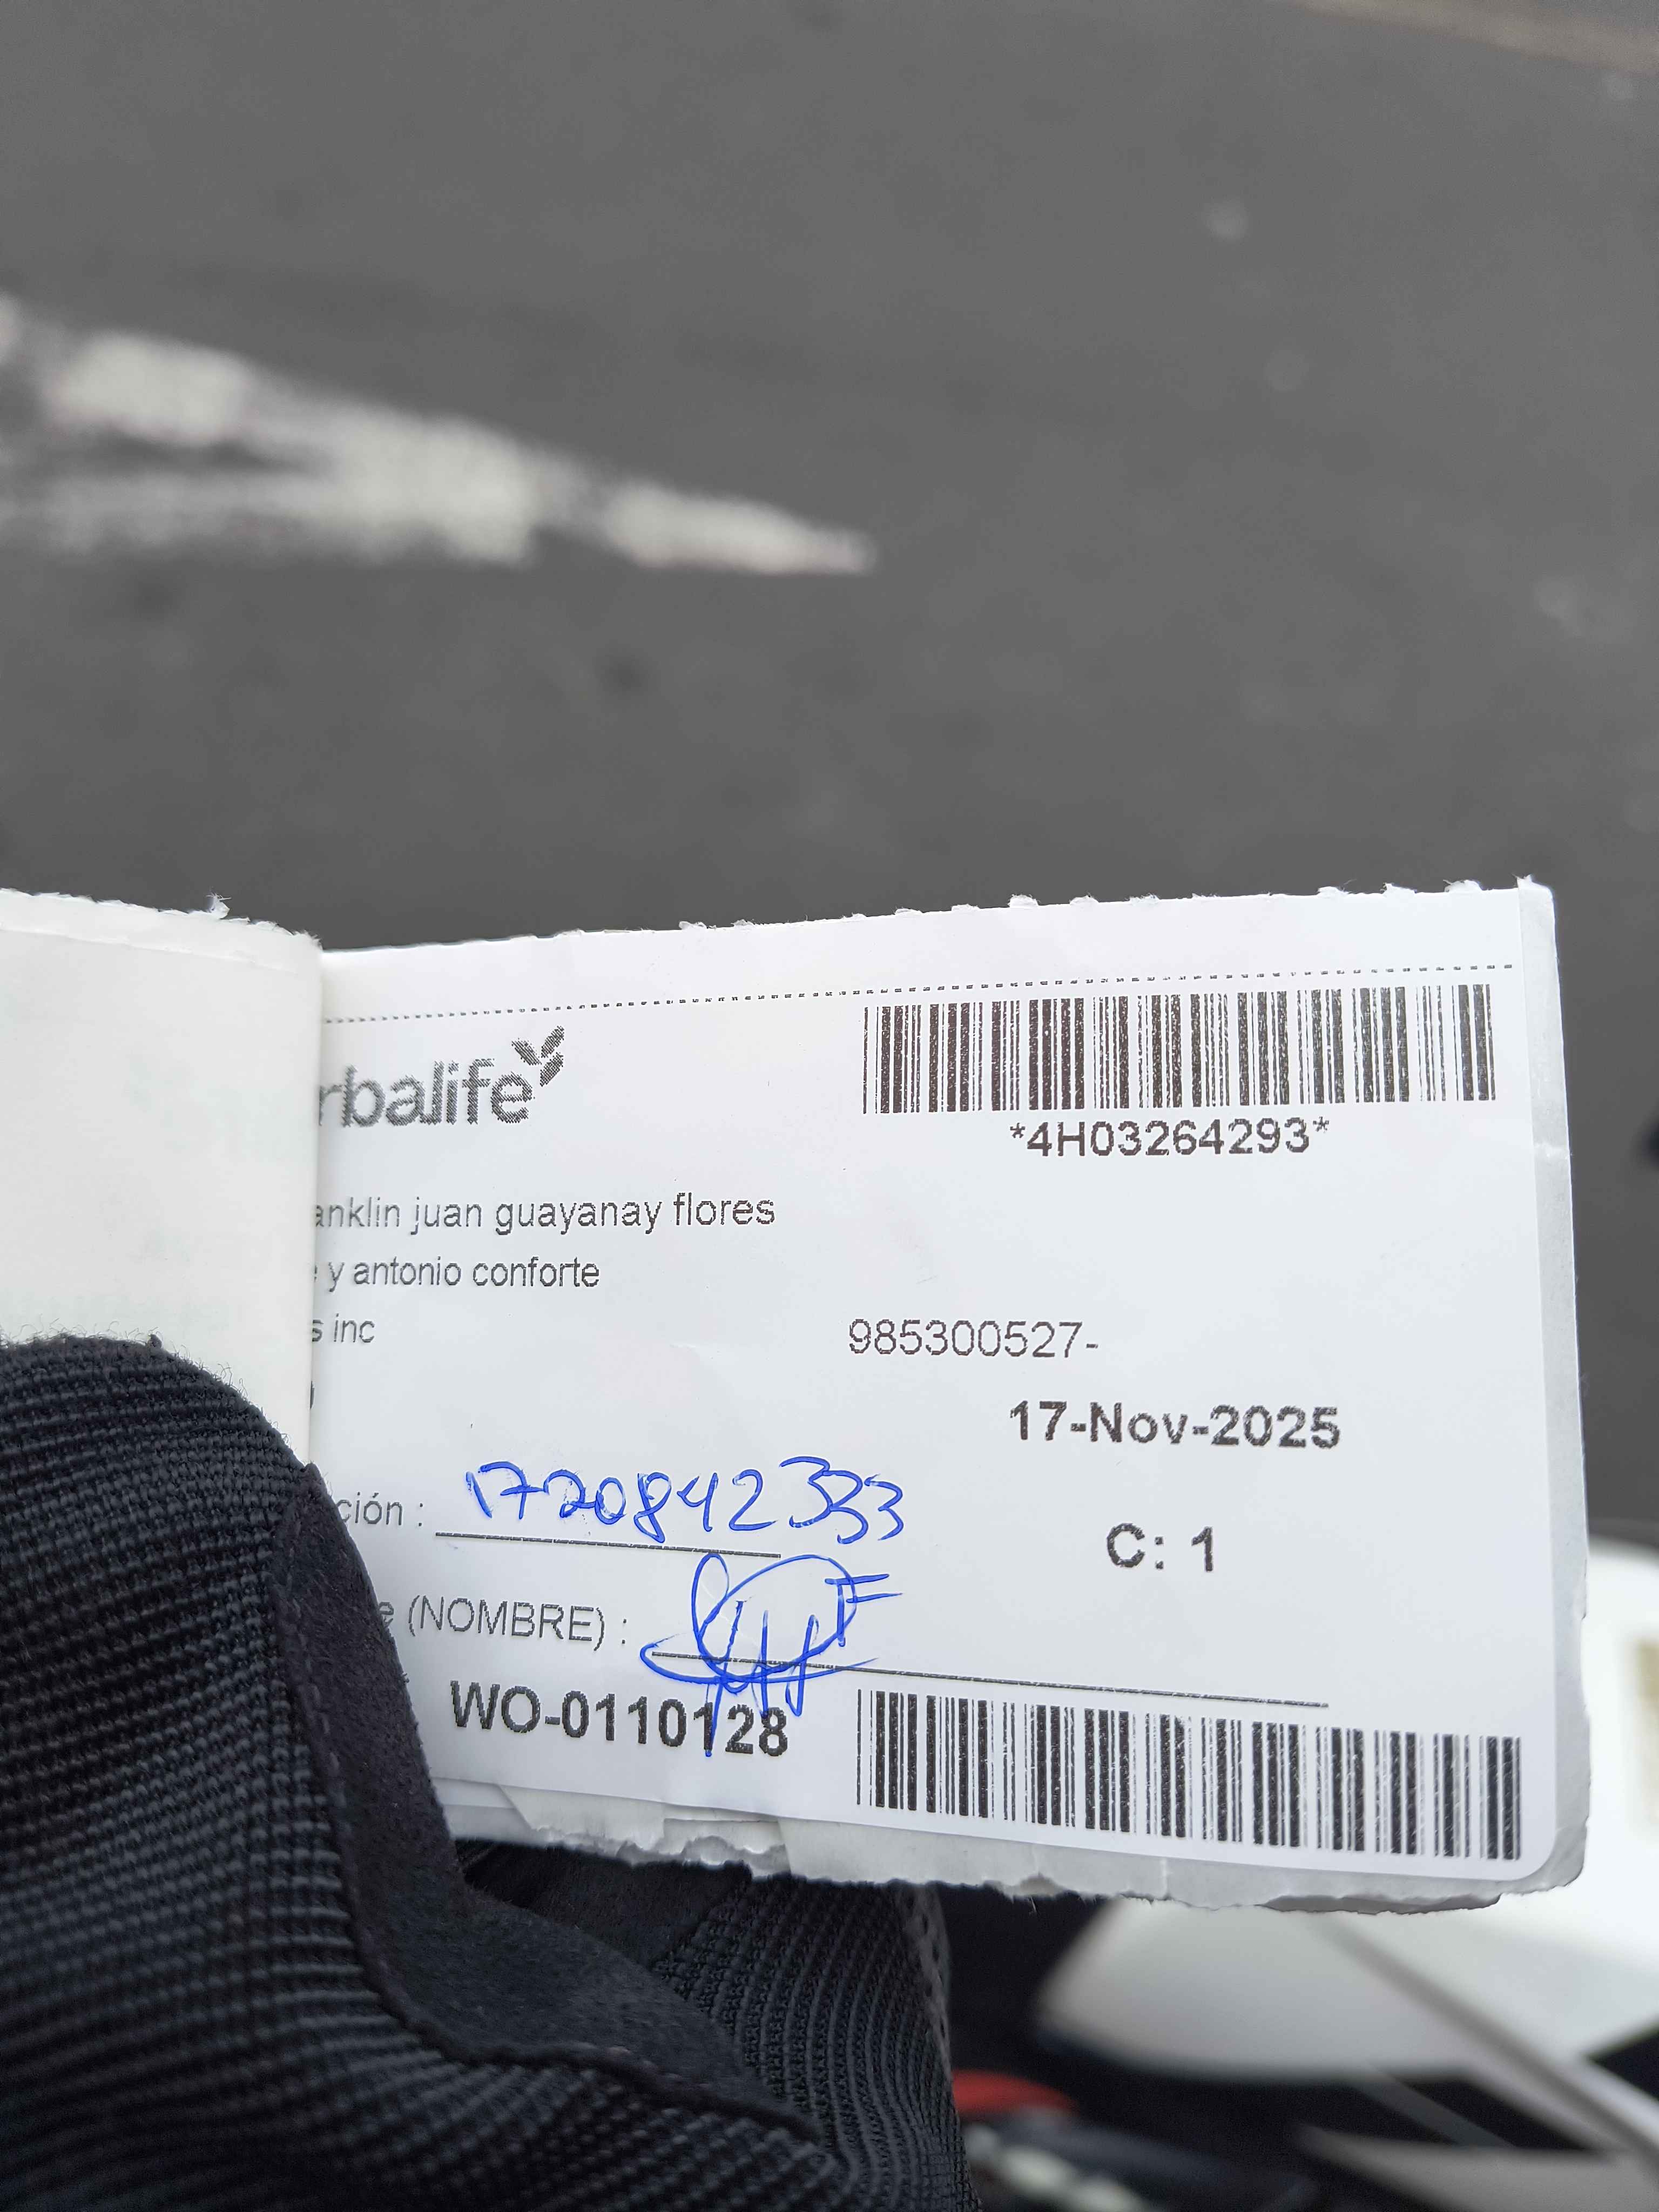 rbalife
*4H03264293*
anklin juan guayanay flores
e y antonio conforte
s inc
985300527-
17-Nov-2025
ción : 1720842333
C: 1
e (NOMBRE) :
WO-0110128